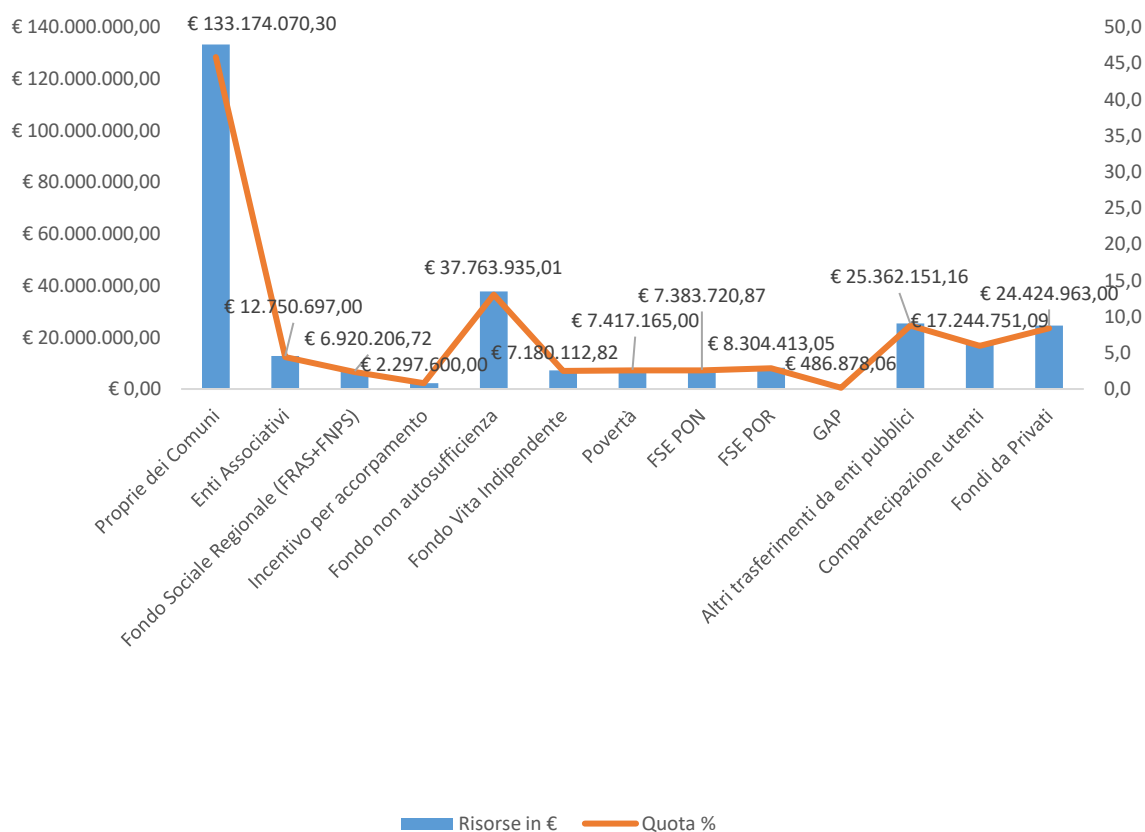 € 140.000.000,00
€ 120.000.000,00
€ 100.000.000,00
€ 80.000.000,00
€ 60.000.000,00
€ 40.000.000,00
€ 20.000.000,00
€ 0,00
€ 133.174.070,30
€ 12.750.697,00
€ 6.920.206,72
€ 2.297.600,00
€ 37.763.935,01
€ 7.180.112,82
€ 7.417.165,00
€ 7.383.720,87
€ 8.304.413,05
€ 486.878,06
€ 25.362.151,16
€ 17.244.751,09
€ 24.424.963,00
50,0
45,0
40,0
35,0
30,0
25,0
20,0
15,0
10,0
5,0
0,0
Proprie dei Comuni
Enti Associativi
Fondo Sociale Regionale (FRAS+FNPS)
Incentivo per accorpamento
Fondo non autosufficienza
Fondo Vita Indipendente
Povertà
FSE PON
FSE POR
GAP
Altri trasferimenti da enti pubblici
Compartecipazione utenti
Fondi da Privati
Risorse in €
Quota %